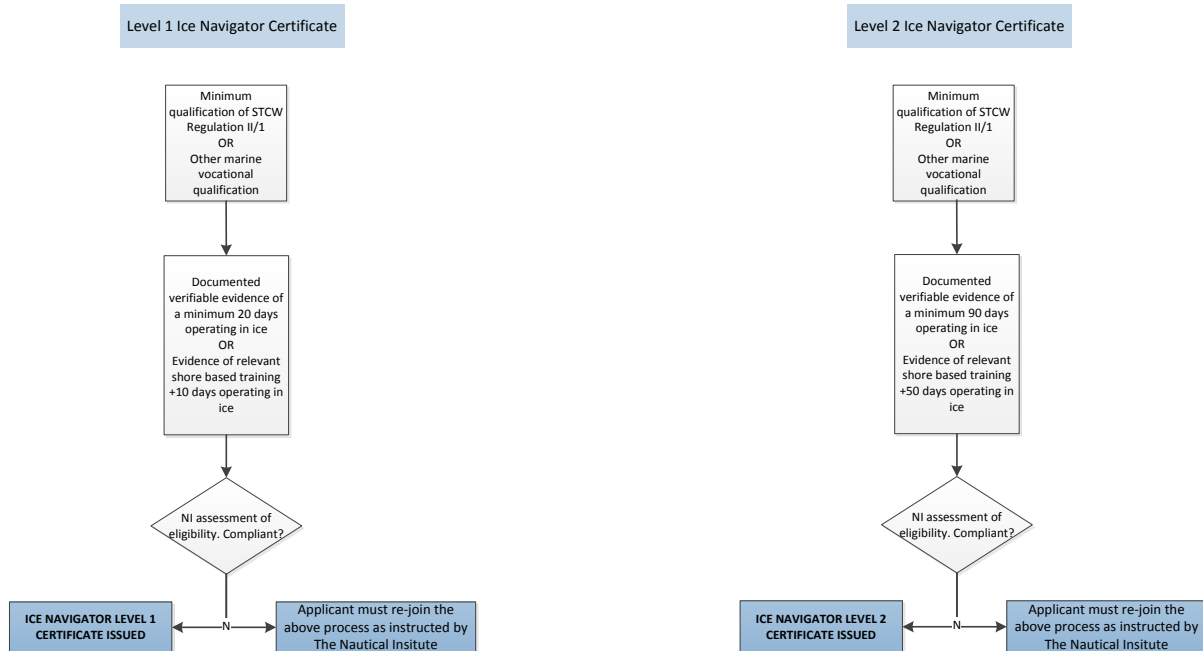 Level 1 Ice Navigator Certificate
Minimum
qualification of STCW
Regulation II/1
OR
Other marine
vocational
qualification
Documented
verifiable evidence of
a minimum 20 days
operating in ice
OR
Evidence of relevant
shore based training
+10 days operating in
ice
NI assessment of
eligibility. Compliant?
N
ICE NAVIGATOR LEVEL 1
CERTIFICATE ISSUED
Applicant must re-join the
above process as instructed by
The Nautical Insitute
Level 2 Ice Navigator Certificate
Minimum
qualification of STCW
Regulation II/1
OR
Other marine
vocational
qualification
Documented
verifiable evidence of
a minimum 90 days
operating in ice
OR
Evidence of relevant
shore based training
+50 days operating in
ice
NI assessment of
eligibility. Compliant?
N
ICE NAVIGATOR LEVEL 2
CERTIFICATE ISSUED
Applicant must re-join the
above process as instructed by
The Nautical Insitute